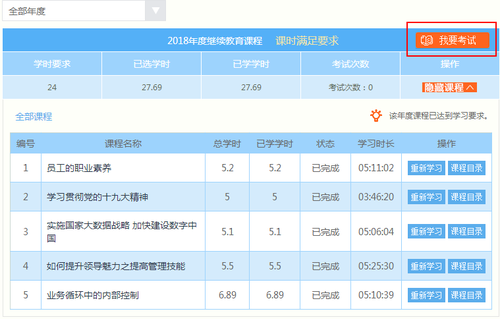 全部年度
2018年度继续教育课程 课时满足要求 我要考试
学时要求 已选学时 已学学时 考试次数 操作
24 27.69 27.69 考试次数：0 隐藏课程
全部课程 该年度课程已达到学习要求。
编号 课程名称 总学时 已学学时 状态 学习时长 操作
1 员工的职业素养 5.2 5.2 已完成 05:11:02 重新学习 课程目录
2 学习贯彻党的十九大精神 5 5 已完成 03:46:20 重新学习 课程目录
3 实施国家大数据战略 加快建设数字中国 5.1 5.1 已完成 05:06:04 重新学习 课程目录
4 如何提升领导魅力之提高管理技能 5.5 5.5 已完成 05:25:30 重新学习 课程目录
5 业务循环中的内部控制 6.89 6.89 已完成 05:10:39 重新学习 课程目录